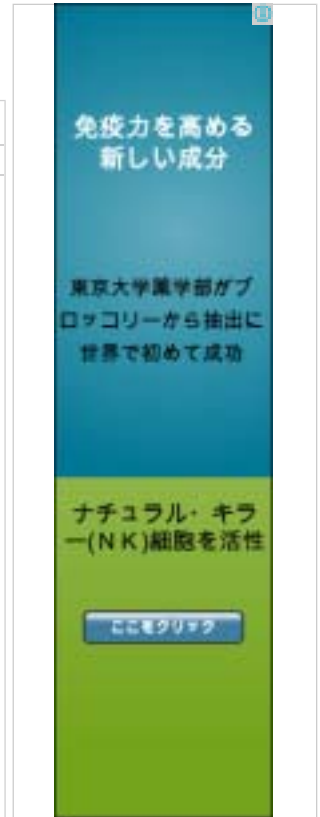 免疫力を高める
新しい成分
東京大学薬学部がブ
ロッコリーから抽出に
世界で初めて成功
ナチュラル・キラ
ー(NK)細胞を活性
ここをクリック